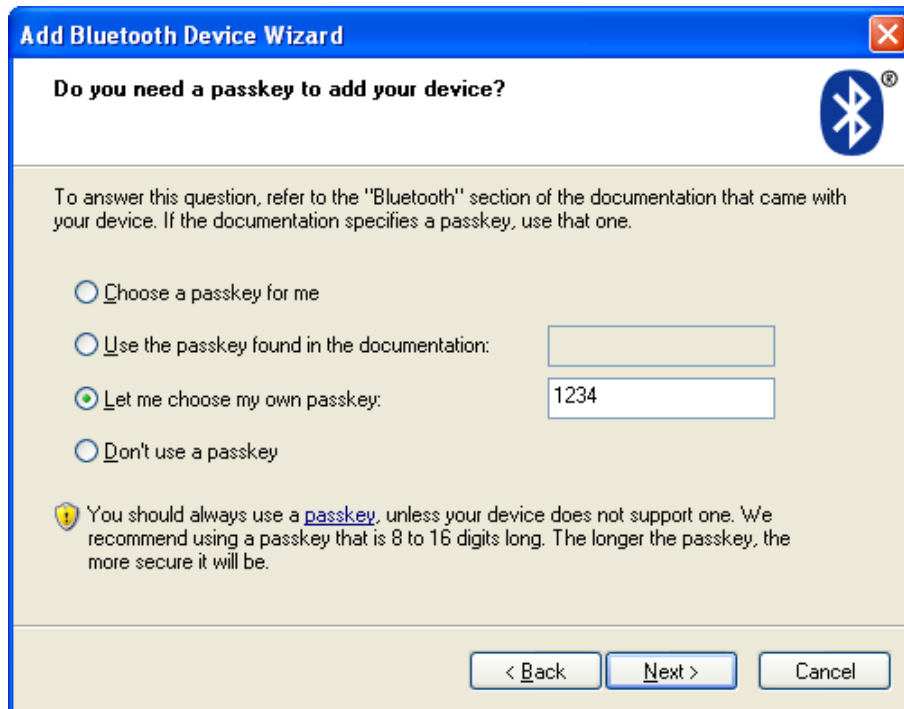 Add Bluetooth Device Wizard
Do you need a passkey to add your device?
®
To answer this question, refer to the "Bluetooth" section of the documentation that came with
your device. If the documentation specifies a passkey, use that one.
Choose a passkey for me
Use the passkey found in the documentation:
Let me choose my own passkey: 1234
Don't use a passkey
You should always use a passkey, unless your device does not support one. We
recommend using a passkey that is 8 to 16 digits long. The longer the passkey, the
more secure it will be.
< Back Next > Cancel